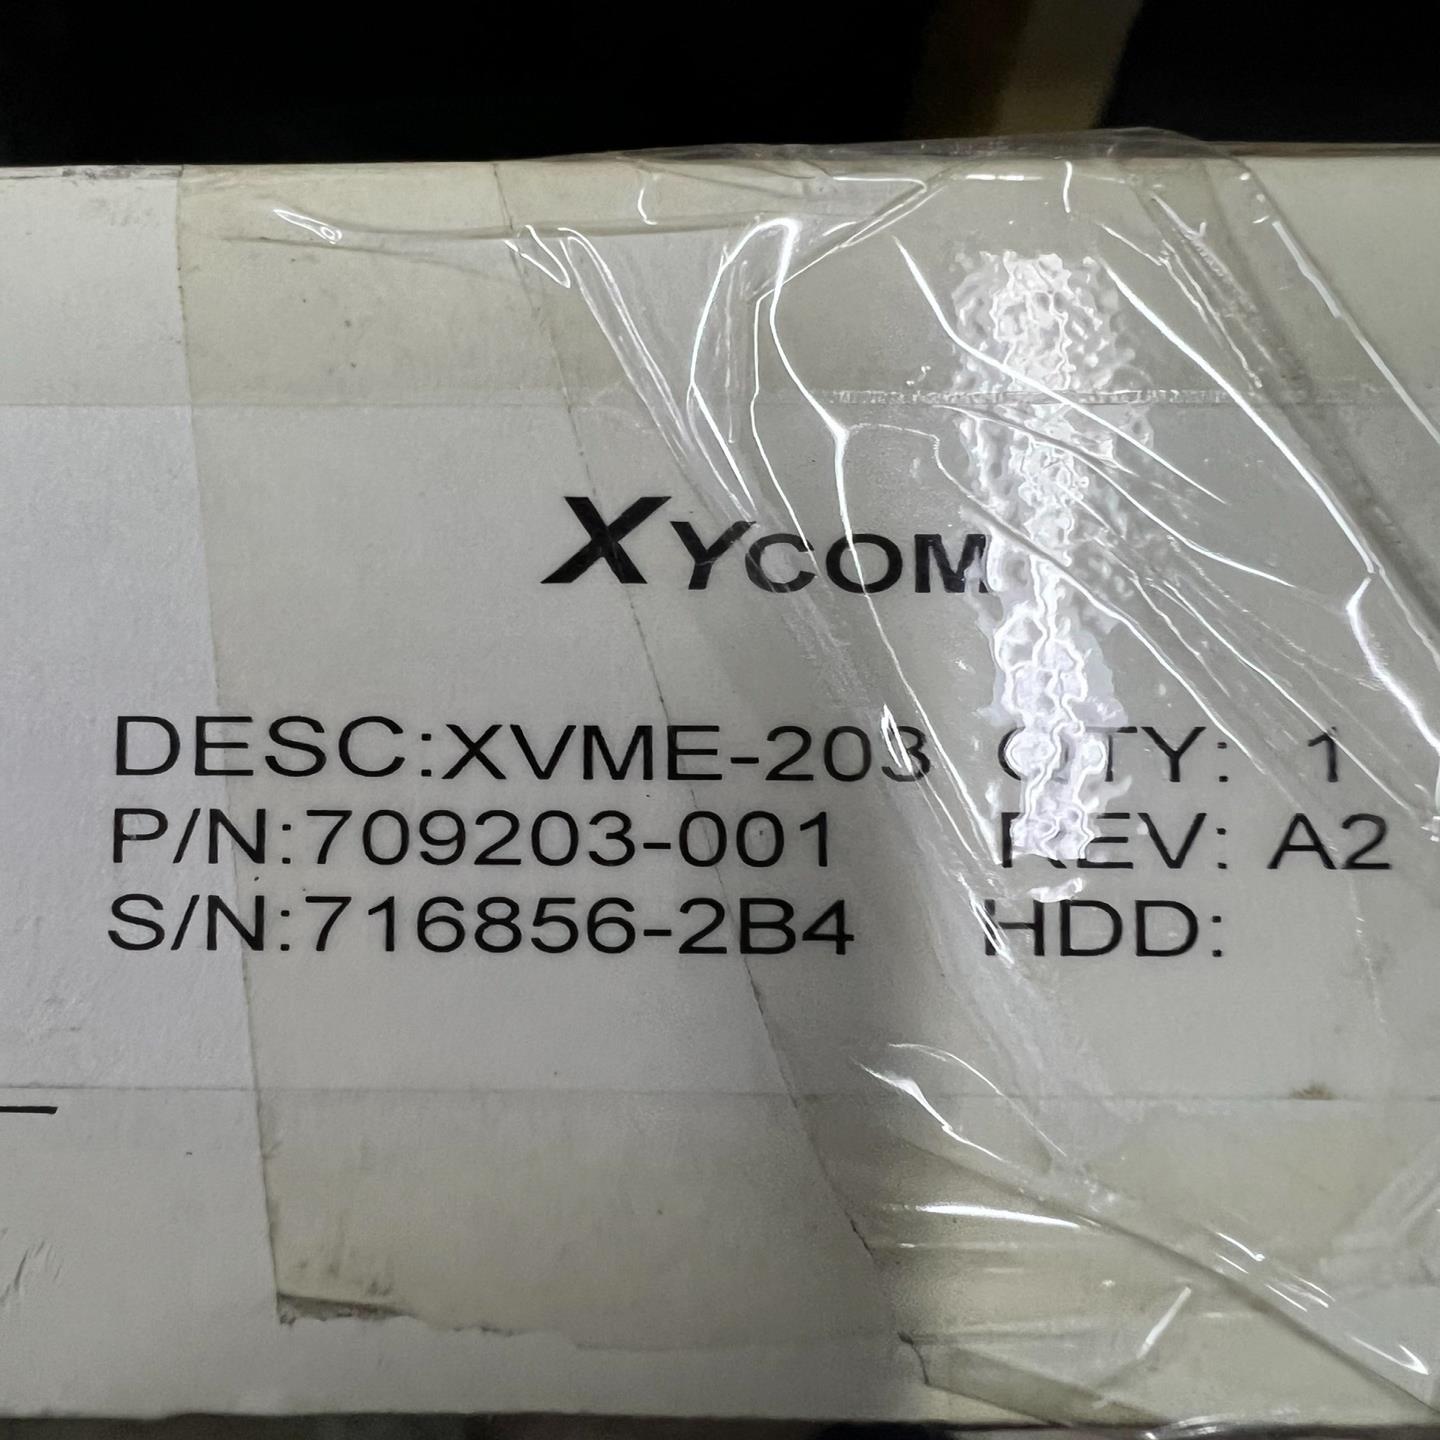 XYCOM
DESC:XVME-203 QTY: 1
P/N:709203-001 REV: A2
S/N:716856-2B4 HDD: